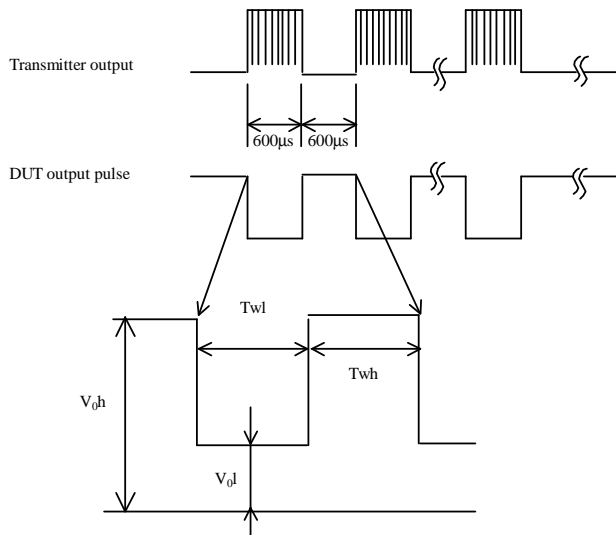 Transmitter output
600µs 600µs
DUT output pulse
Twl
Twh
V₀h
V₀l